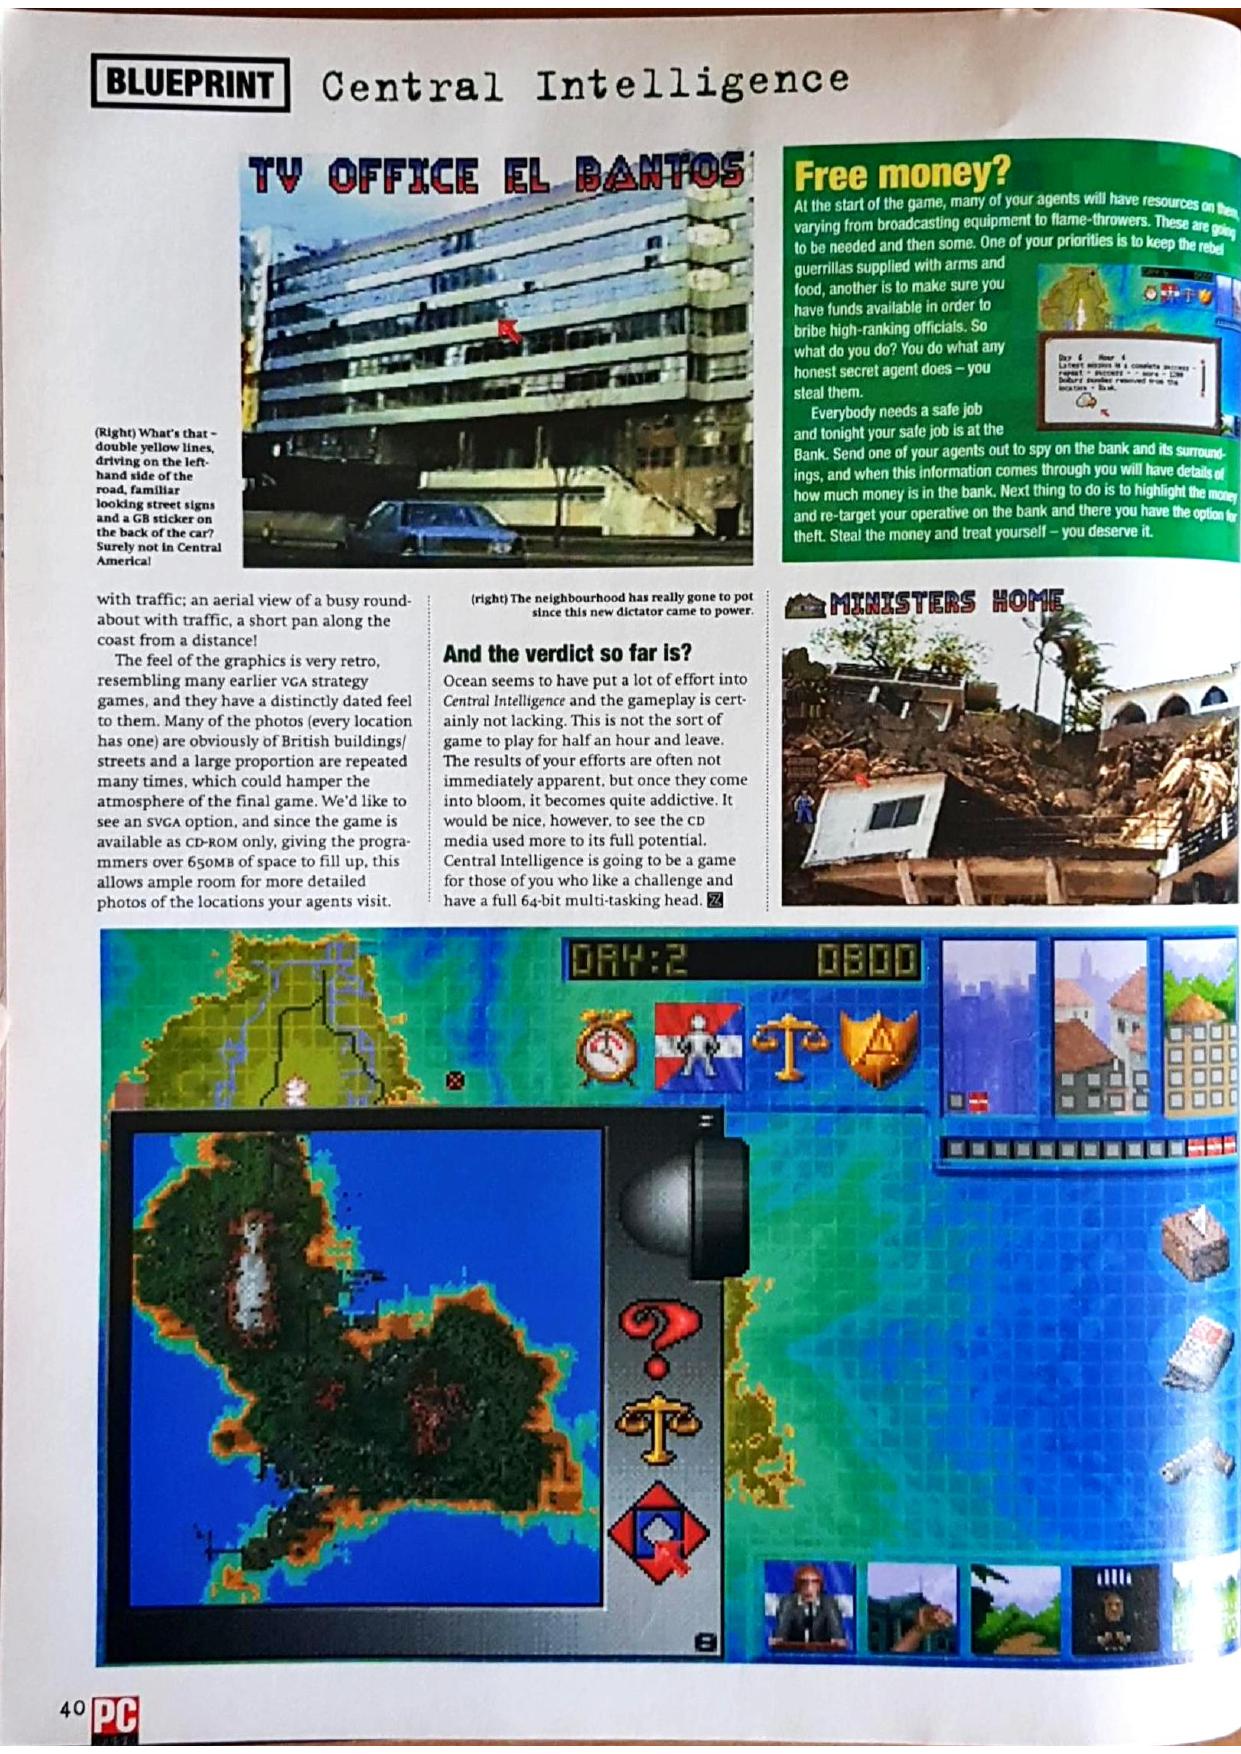 BLUEPRINT Central Intelligence
TV OFFICE EL BANTOS
(Right) What's that –
double yellow lines,
driving on the left-
hand side of the
road, familiar
looking street signs
and a GB sticker on
the back of the car?
Surely not in Central
America!
Free money?
At the start of the game, many of your agents will have resources on them,
varying from broadcasting equipment to flame-throwers. These are going
to be needed and then some. One of your priorities is to keep the rebel
guerrillas supplied with arms and
food, another is to make sure you
have funds available in order to
bribe high-ranking officials. So
what do you do? You do what any
honest secret agent does – you
steal them.
Everybody needs a safe job
and tonight your safe job is at the
Bank. Send one of your agents out to spy on the bank and its surround-
ings, and when this information comes through you will have details of
how much money is in the bank. Next thing to do is to highlight the money
and re-target your operative on the bank and there you have the option for
theft. Steal the money and treat yourself – you deserve it.
Day 6 Hour 4
Latest mission is a complete success -
repeat - success - - more - 1200
Dollars supplies removed from the
location - Bank.
with traffic; an aerial view of a busy round-
about with traffic, a short pan along the
coast from a distance!
The feel of the graphics is very retro,
resembling many earlier VGA strategy
games, and they have a distinctly dated feel
to them. Many of the photos (every location
has one) are obviously of British buildings/
streets and a large proportion are repeated
many times, which could hamper the
atmosphere of the final game. We'd like to
see an SVGA option, and since the game is
available as CD-ROM only, giving the progra-
mmers over 650MB of space to fill up, this
allows ample room for more detailed
photos of the locations your agents visit.
(right) The neighbourhood has really gone to pot
since this new dictator came to power.
And the verdict so far is?
Ocean seems to have put a lot of effort into
Central Intelligence and the gameplay is cert-
ainly not lacking. This is not the sort of
game to play for half an hour and leave.
The results of your efforts are often not
immediately apparent, but once they come
into bloom, it becomes quite addictive. It
would be nice, however, to see the CD
media used more to its full potential.
Central Intelligence is going to be a game
for those of you who like a challenge and
have a full 64-bit multi-tasking head. Z
MINISTERS HOME
DAY:2 0800
40 PC